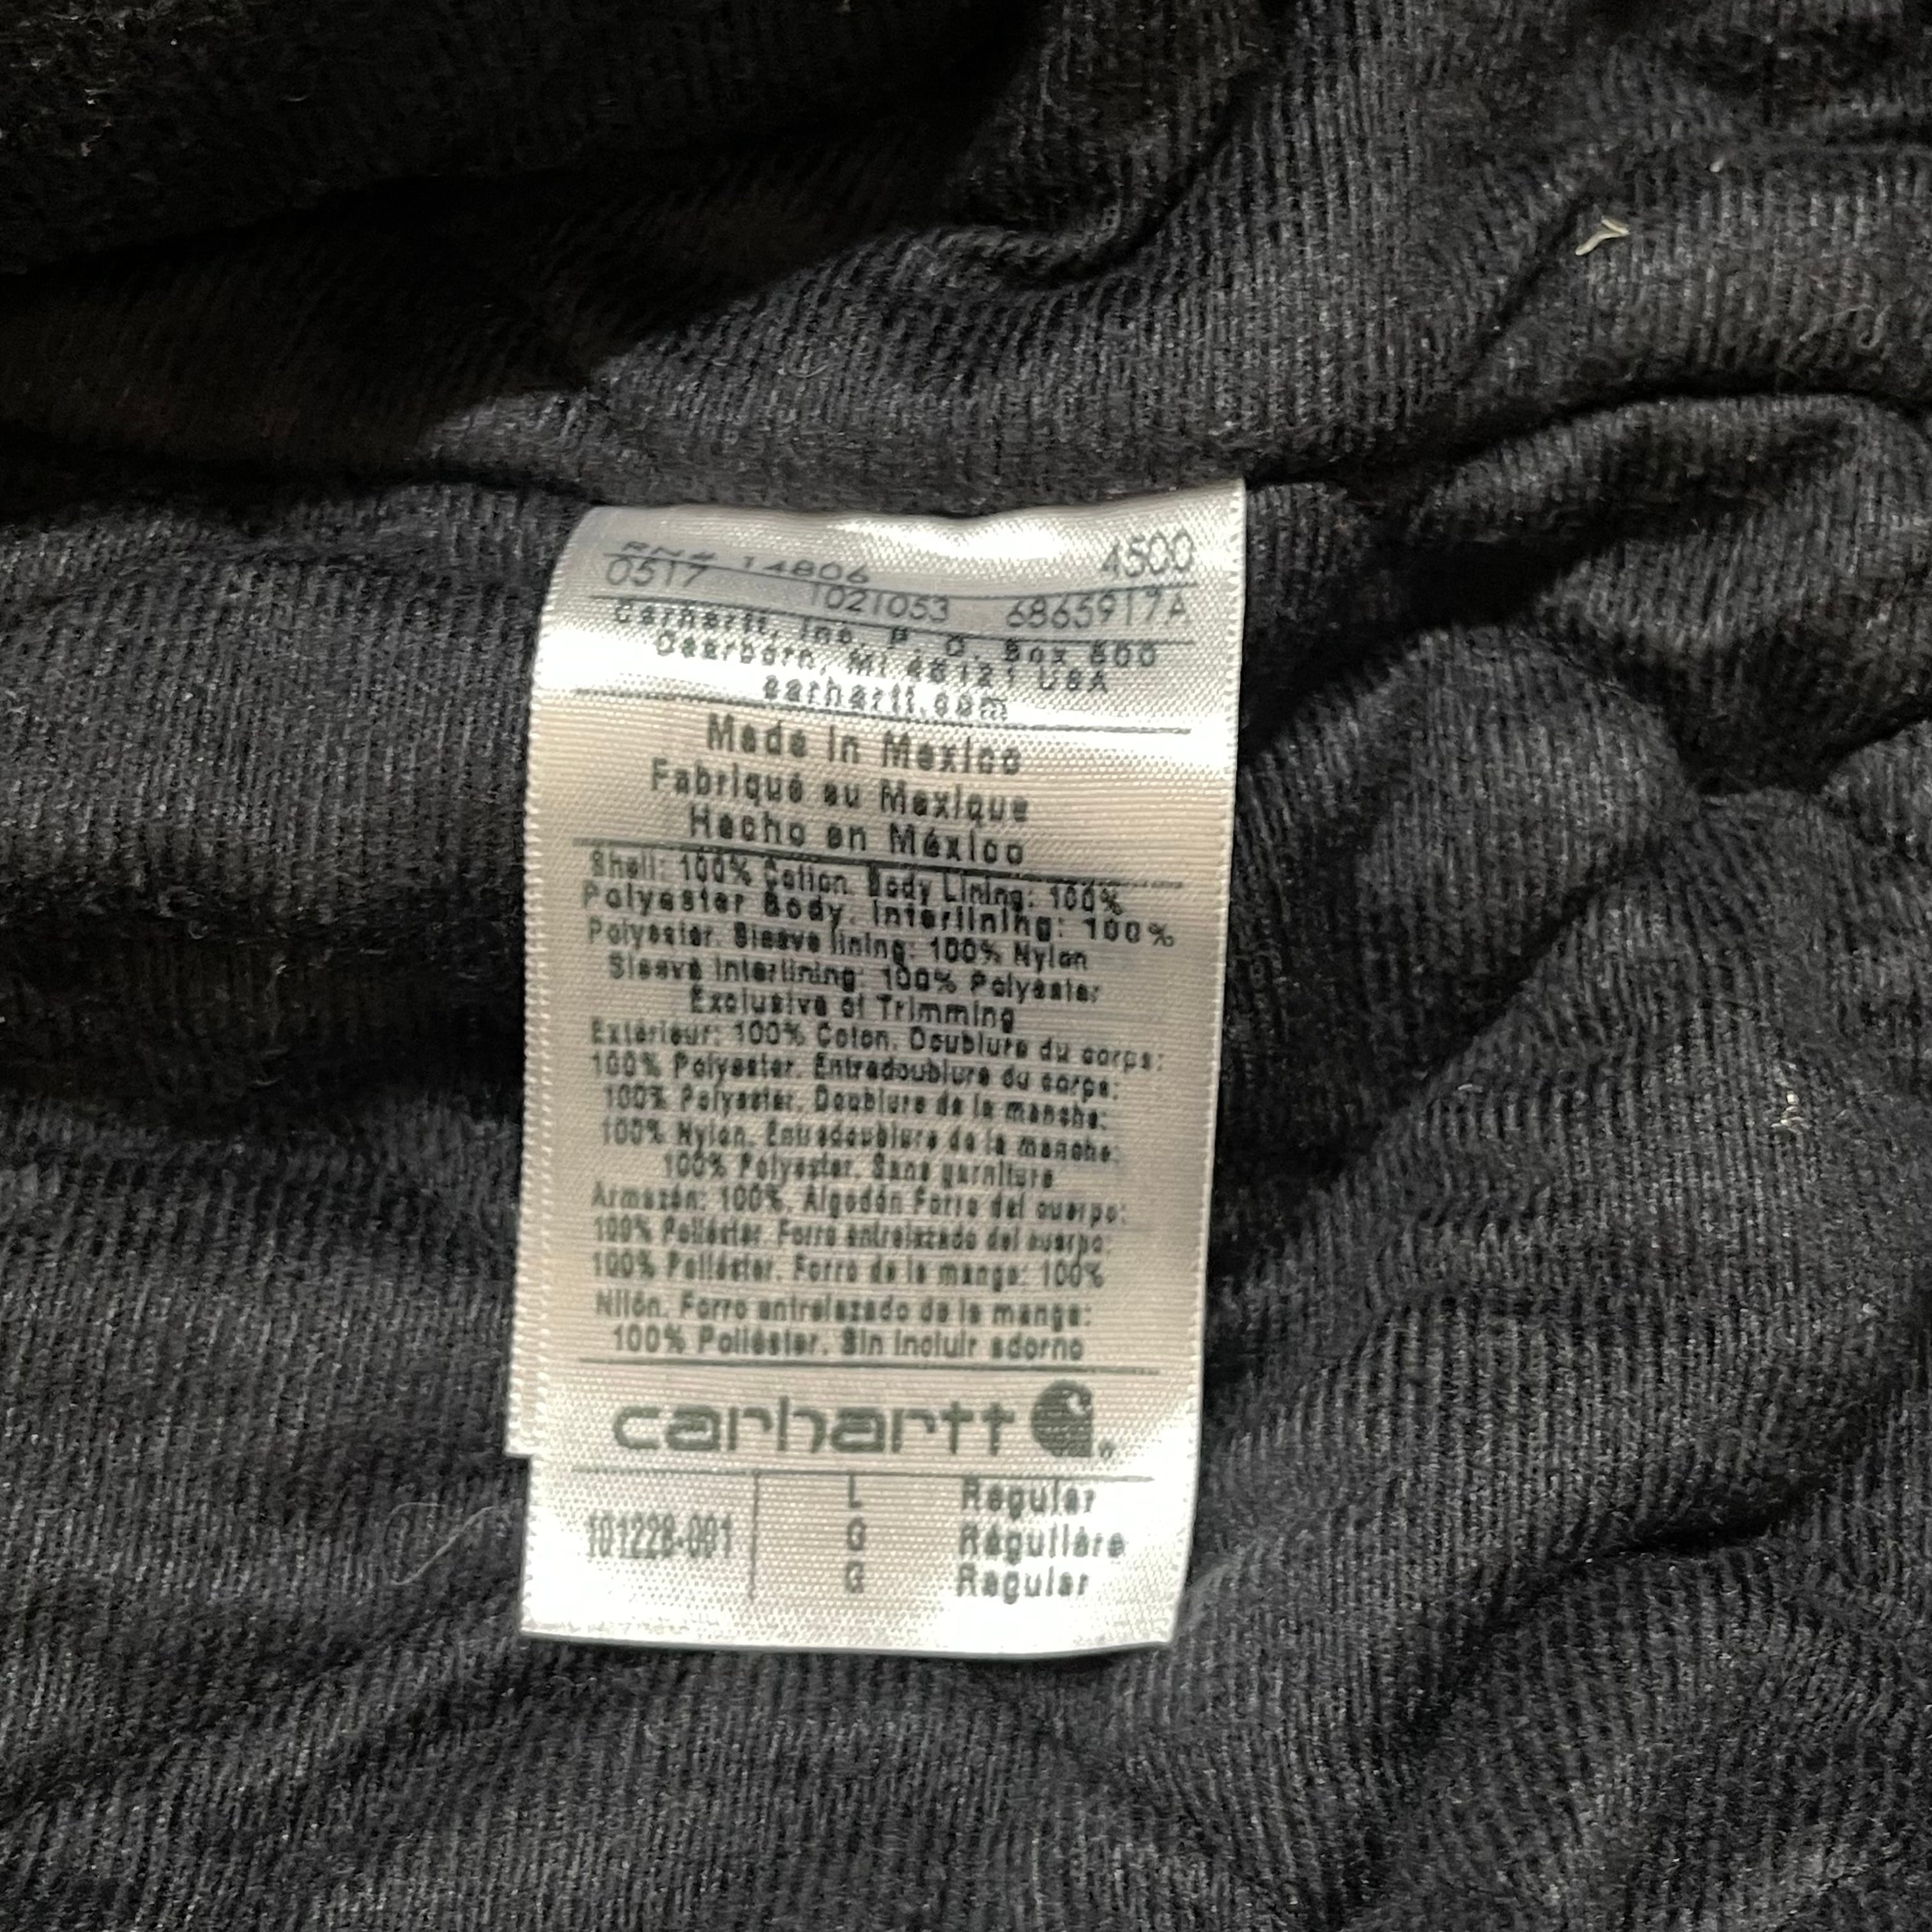 RN# 14806 4500
0517 1021053 6865917A
Carhartt, Inc. P. O. Box 600
Dearborn, MI 48121 USA
carhartt.com
Made in Mexico
Fabriqué au Mexique
Hecho en México
Shell: 100% Cotton. Body Lining: 100%
Polyester Body. Interlining: 100%
Polyester. Sleeve lining: 100% Nylon
Sleeve Interlining: 100% Polyester
Exclusive of Trimming
Extérieur: 100% Coton. Doublure du corps:
100% Polyester. Entredoublure du corps:
100% Polyester. Doublure de la manche:
100% Nylon. Entredoublure de la manche:
100% Polyester. Sans garniture
Armazón: 100%. Algodón Forro del cuerpo:
100% Poliéster. Forro entrelazado del cuerpo:
100% Poliéster. Forro de la manga: 100%
Nilón. Forro entrelazado de la manga:
100% Poliéster. Sin incluir adorno
carhartt
L Regular
101228-001 G Régulière
G Regular